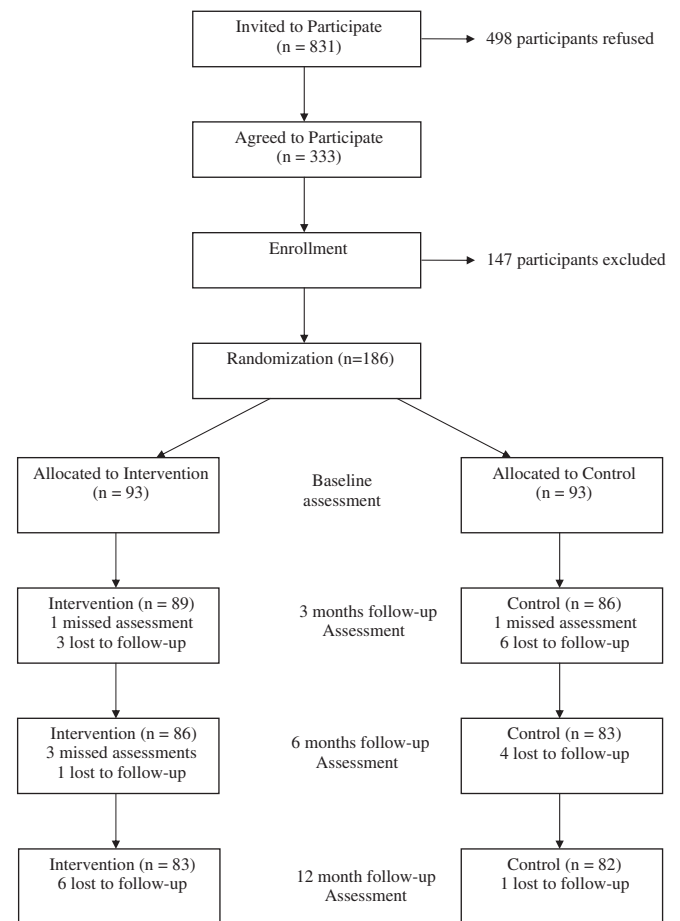 Invited to Participate
(n = 831)
498 participants refused
Agreed to Participate
(n = 333)
Enrollment
147 participants excluded
Randomization (n=186)
Allocated to Intervention
(n = 93)
Baseline
assessment
Allocated to Control
(n = 93)
Intervention (n = 89)
1 missed assessment
3 lost to follow-up
3 months follow-up
Assessment
Control (n = 86)
1 missed assessment
6 lost to follow-up
Intervention (n = 86)
3 missed assessments
1 lost to follow-up
6 months follow-up
Assessment
Control (n = 83)
4 lost to follow-up
Intervention (n = 83)
6 lost to follow-up
12 month follow-up
Assessment
Control (n = 82)
1 lost to follow-up